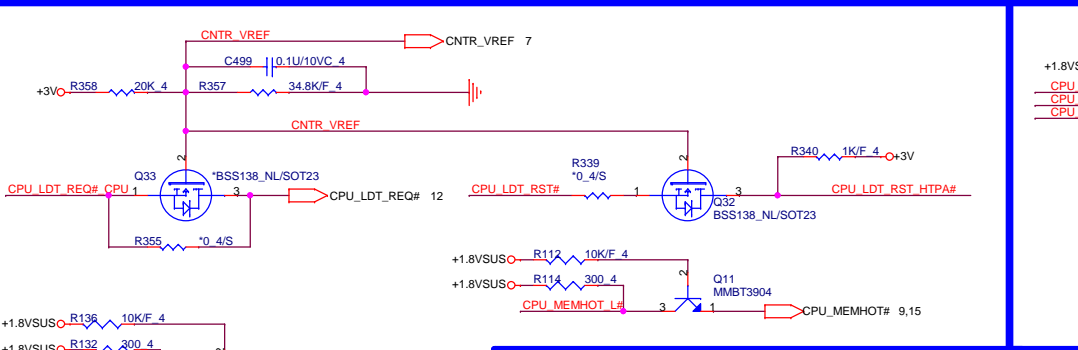 CNTR_VREF
CNTR_VREF 7
C499 0.1U/10VC_4
+3V R358 20K_4 R357 34.8K/F_4
CNTR_VREF
2
Q33 *BSS138_NL/SOT23
CPU_LDT_REQ#_CPU 1 3 CPU_LDT_REQ# 12
R355 *0_4/S
2
R340 1K/F_4 +3V
R339
*0_4/S
CPU_LDT_RST# 1 3 CPU_LDT_RST_HTPA#
Q32
BSS138_NL/SOT23
+1.8VSUS R112 10K/F_4
2
Q11
MMBT3904
+1.8VSUS R114 300_4
CPU_MEMHOT_L# 3 1 CPU_MEMHOT# 9,15
+1.8VSUS R136 10K/F_4
+1.8VSUS R132 300_4
+1.8VS
CPU_
CPU_
CPU_